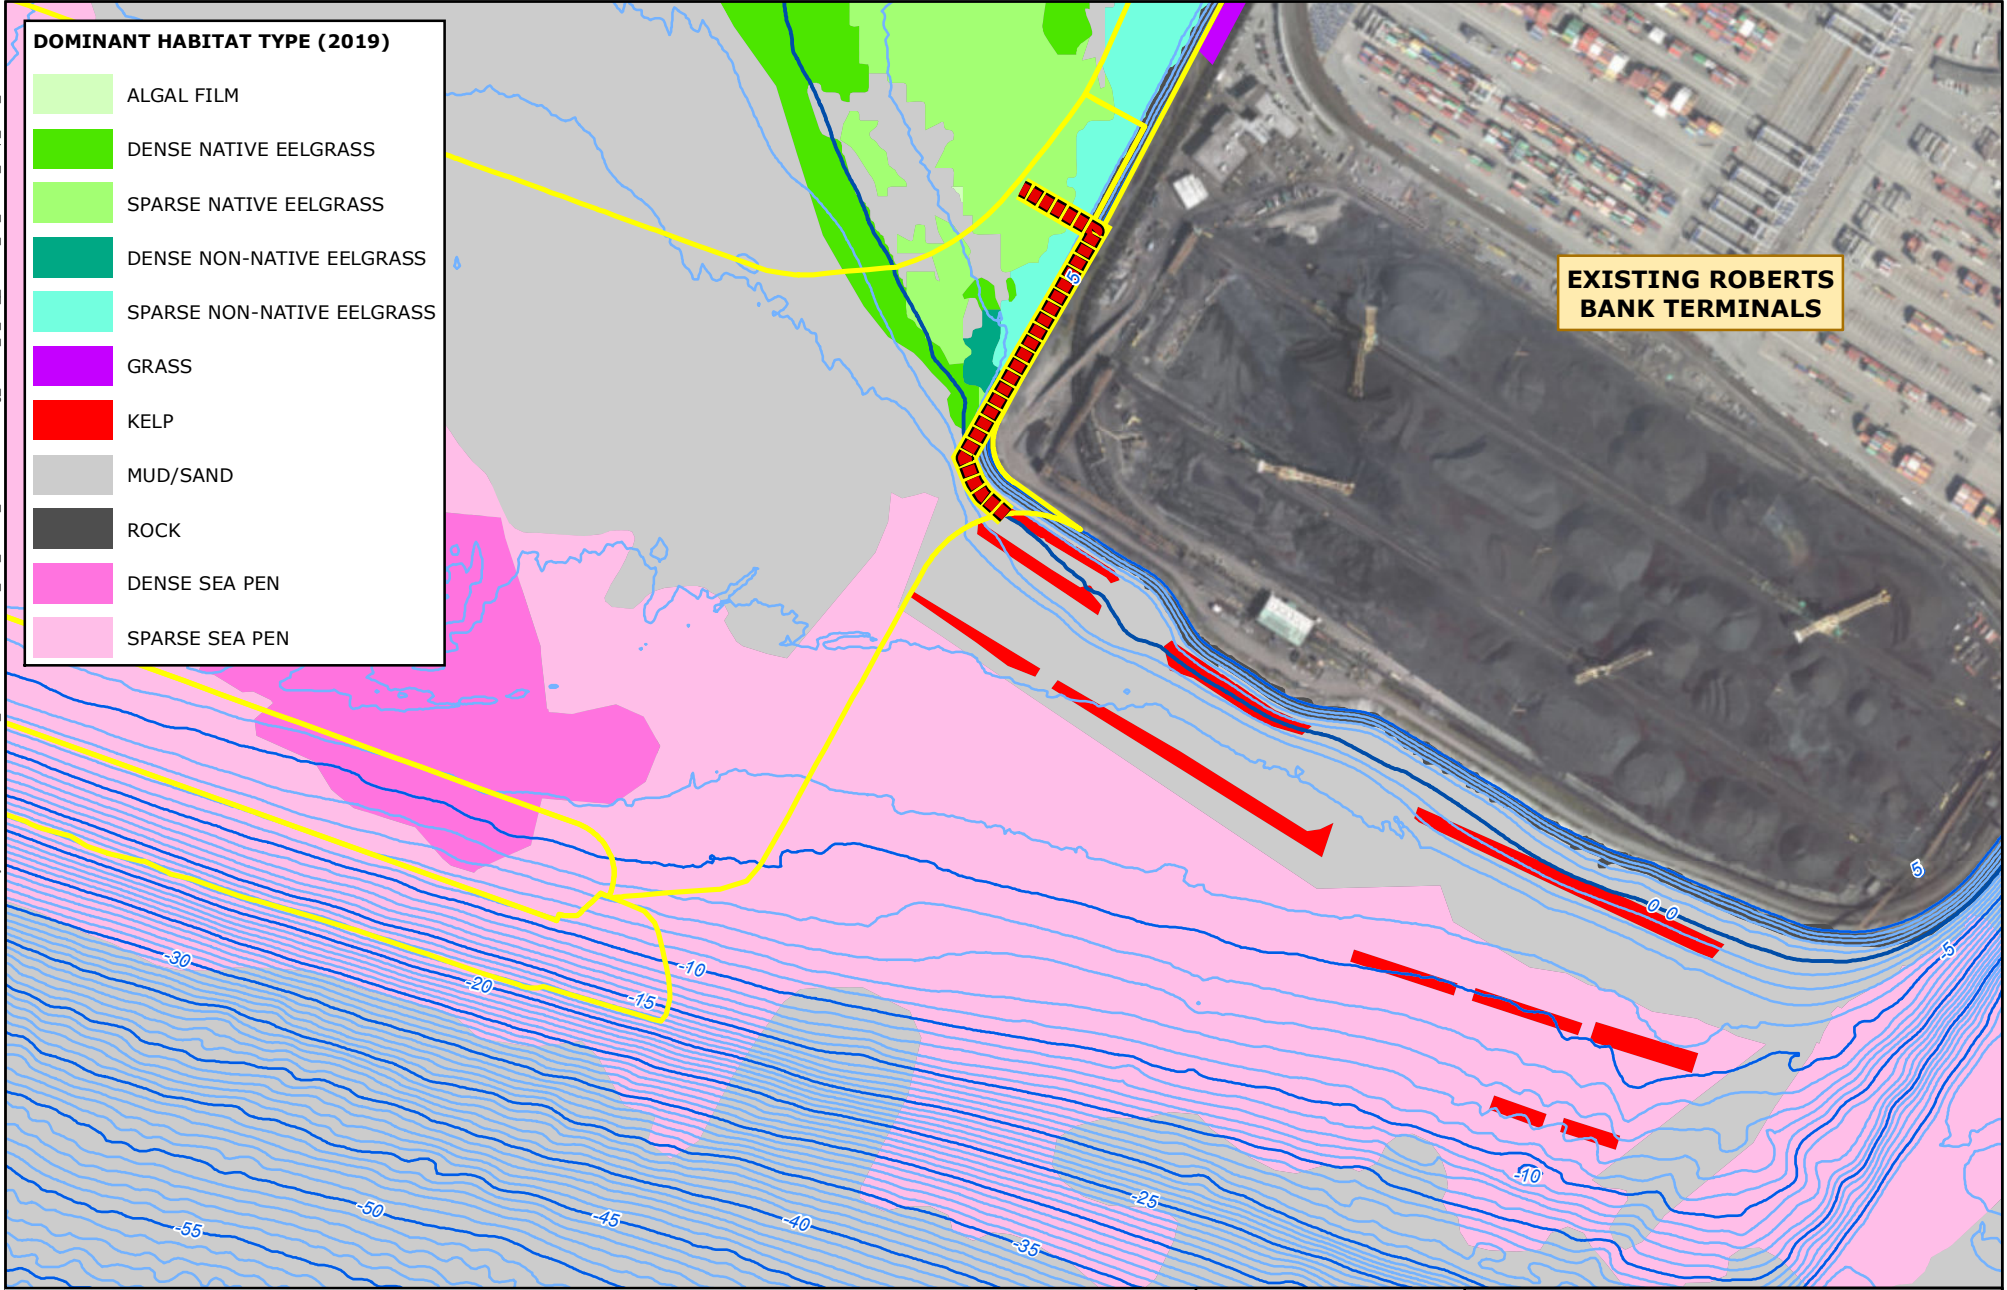 DOMINANT HABITAT TYPE (2019)
ALGAL FILM
DENSE NATIVE EELGRASS
SPARSE NATIVE EELGRASS
DENSE NON-NATIVE EELGRASS
SPARSE NON-NATIVE EELGRASS
GRASS
KELP
MUD/SAND
ROCK
DENSE SEA PEN
SPARSE SEA PEN
EXISTING ROBERTS
BANK TERMINALS
5
5
0 0
-5
-30
-20
-10
-15
-10
-55
-50
-45
-40
-35
-25